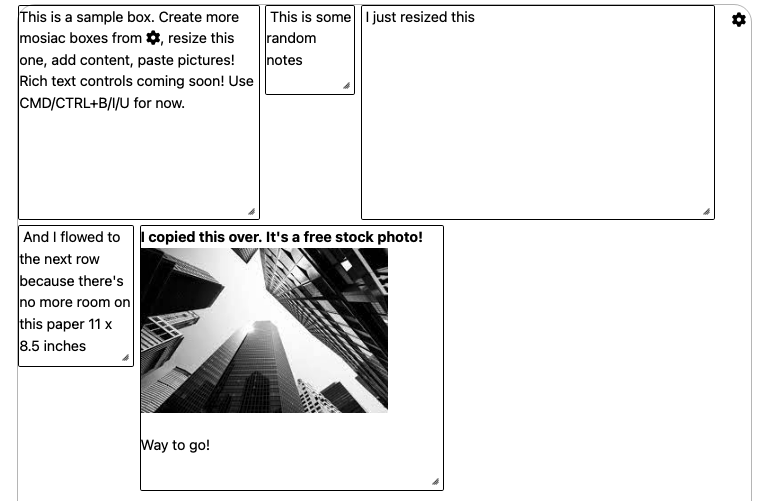 This is a sample box. Create more
mosiac boxes from , resize this
one, add content, paste pictures!
Rich text controls coming soon! Use
CMD/CTRL+B/I/U for now.
This is some
random
notes
I just resized this
And I flowed to
the next row
because there's
no more room on
this paper 11 x
8.5 inches
I copied this over. It's a free stock photo!
Way to go!